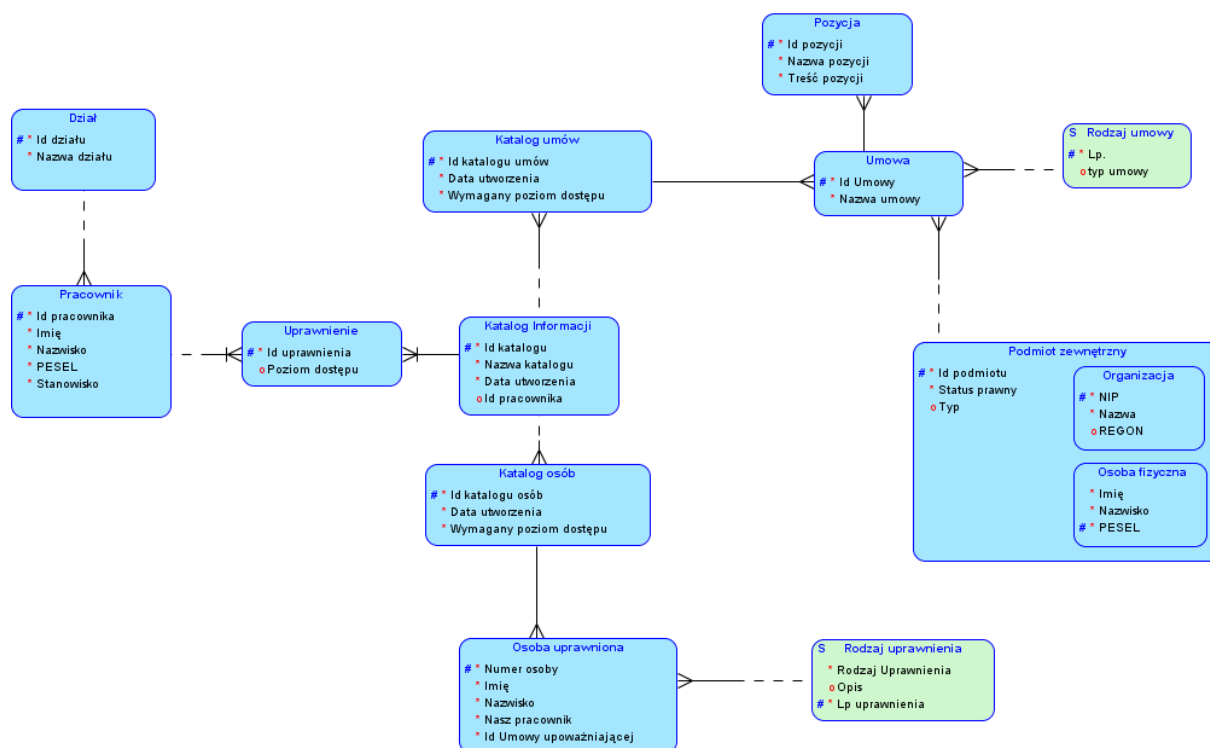 Pozycja
# * Id pozycji
* Nazwa pozycji
* Treść pozycji
Dział
# * Id działu
* Nazwa działu
Katalog umów
# * Id katalogu umów
* Data utworzenia
* Wymagany poziom dostępu
Umowa
# * Id Umowy
* Nazwa umowy
S Rodzaj umowy
# * Lp.
o typ umowy
Pracownik
# * Id pracownika
* Imię
* Nazwisko
* PESEL
* Stanowisko
Uprawnienie
# * Id uprawnienia
o Poziom dostępu
Katalog Informacji
# * Id katalogu
* Nazwa katalogu
* Data utworzenia
o Id pracownika
Podmiot zewnętrzny
# * Id podmiotu
* Status prawny
o Typ
Organizacja
# * NIP
* Nazwa
o REGON
Osoba fizyczna
* Imię
* Nazwisko
# * PESEL
Katalog osób
# * Id katalogu osób
* Data utworzenia
* Wymagany poziom dostępu
Osoba uprawniona
# * Numer osoby
* Imię
* Nazwisko
* Nasz pracownik
* Id Umowy upoważniającej
S Rodzaj uprawnienia
* Rodzaj Uprawnienia
o Opis
# * Lp uprawnienia